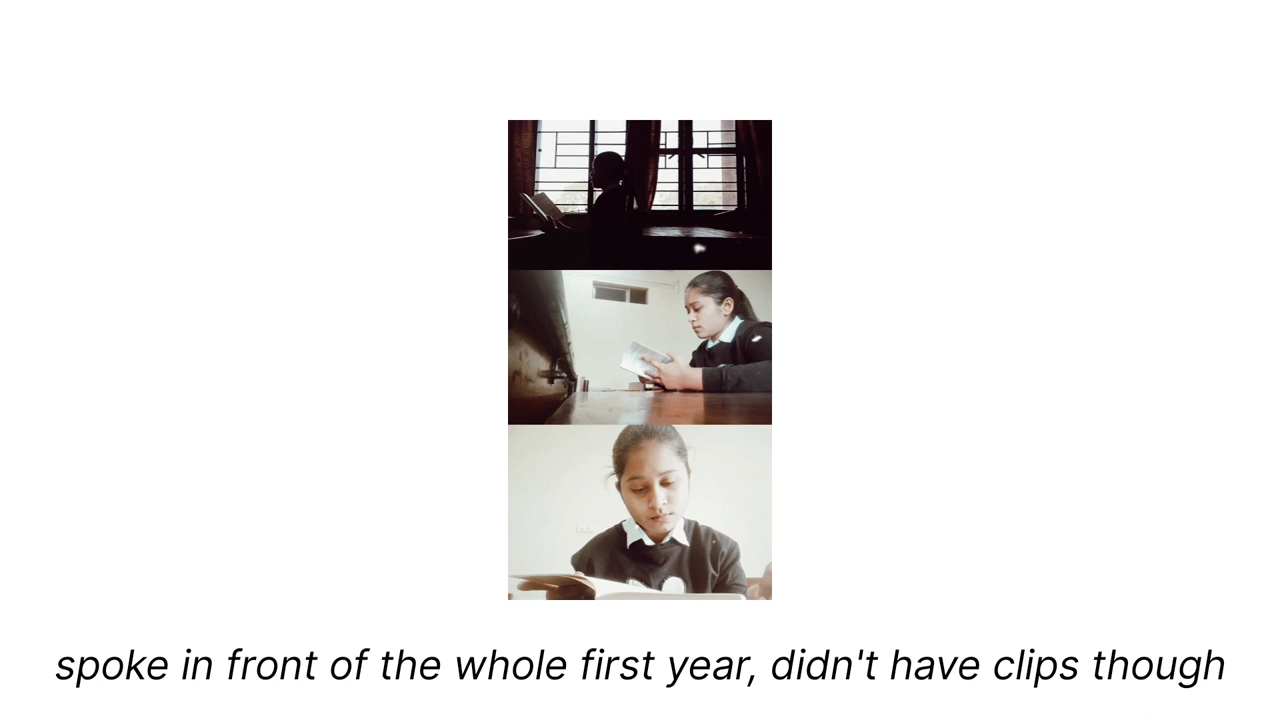 spoke in front of the whole first year, didn't have clips though